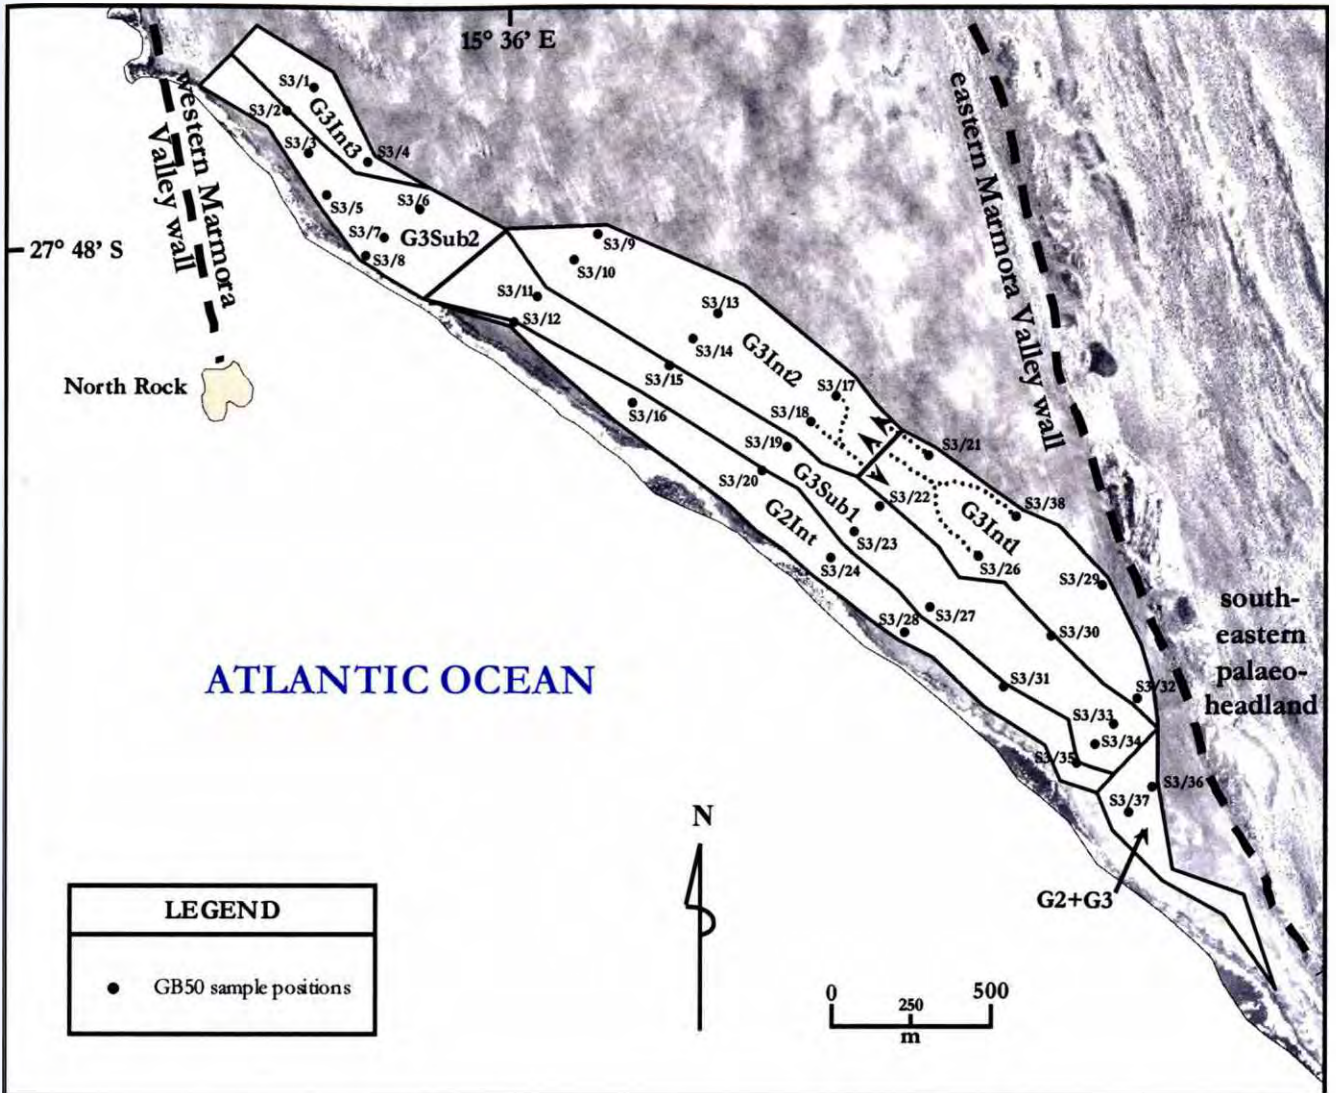 15° 36' E
western Marmora
Valley wall
eastern Marmora Valley wall
S3/1
S3/2
G3Int3
S3/3
S3/4
S3/5
S3/6
S3/7
G3Sub2
S3/8
27° 48' S
S3/9
S3/10
S3/11
S3/12
S3/13
S3/14
G3Int2
S3/15
S3/16
S3/17
S3/18
North Rock
S3/19
S3/20
S3/21
G3Sub1
S3/22
G2Int
S3/23
S3/24
G3Int1
S3/38
S3/26
S3/27
S3/28
S3/29
S3/30
S3/31
S3/32
S3/33
S3/34
S3/35
S3/36
S3/37
south-
eastern
palaeo-
headland
ATLANTIC OCEAN
G2+G3
N
LEGEND
GB50 sample positions
0 250 500
m